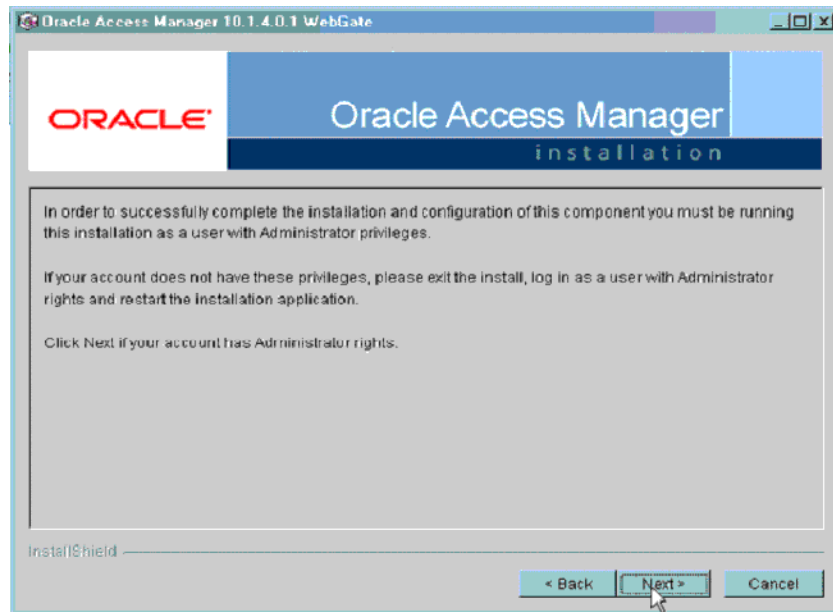 Oracle Access Manager 10.1.4.0.1 WebGate
ORACLE
Oracle Access Manager
installation
In order to successfully complete the installation and configuration of this component you must be running
this installation as a user with Administrator privileges.
If your account does not have these privileges, please exit the install, log in as a user with Administrator
rights and restart the installation application.
Click Next if your account has Administrator rights.
InstallShield
< Back Next > Cancel